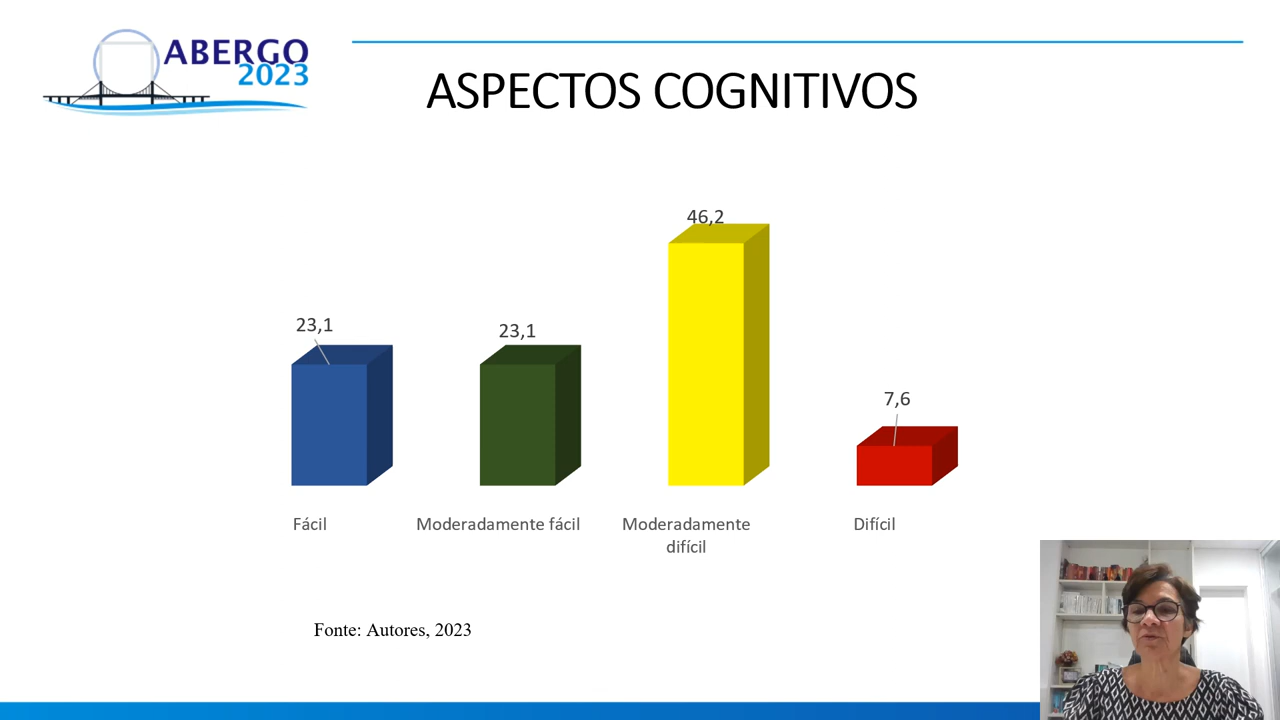 ABERGO
2023
ASPECTOS COGNITIVOS
46,2
23,1
23,1
7,6
Fácil
Moderadamente fácil
Moderadamente
difícil
Difícil
Fonte: Autores, 2023